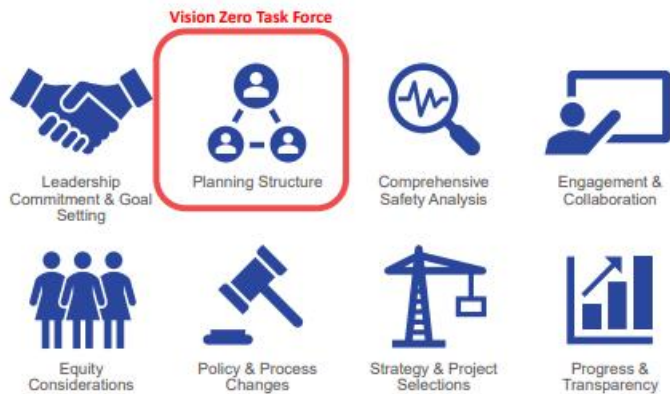 Vision Zero Task Force
Leadership
Commitment & Goal
Setting
Planning Structure
Comprehensive
Safety Analysis
Engagement &
Collaboration
Equity
Considerations
Policy & Process
Changes
Strategy & Project
Selections
Progress &
Transparency